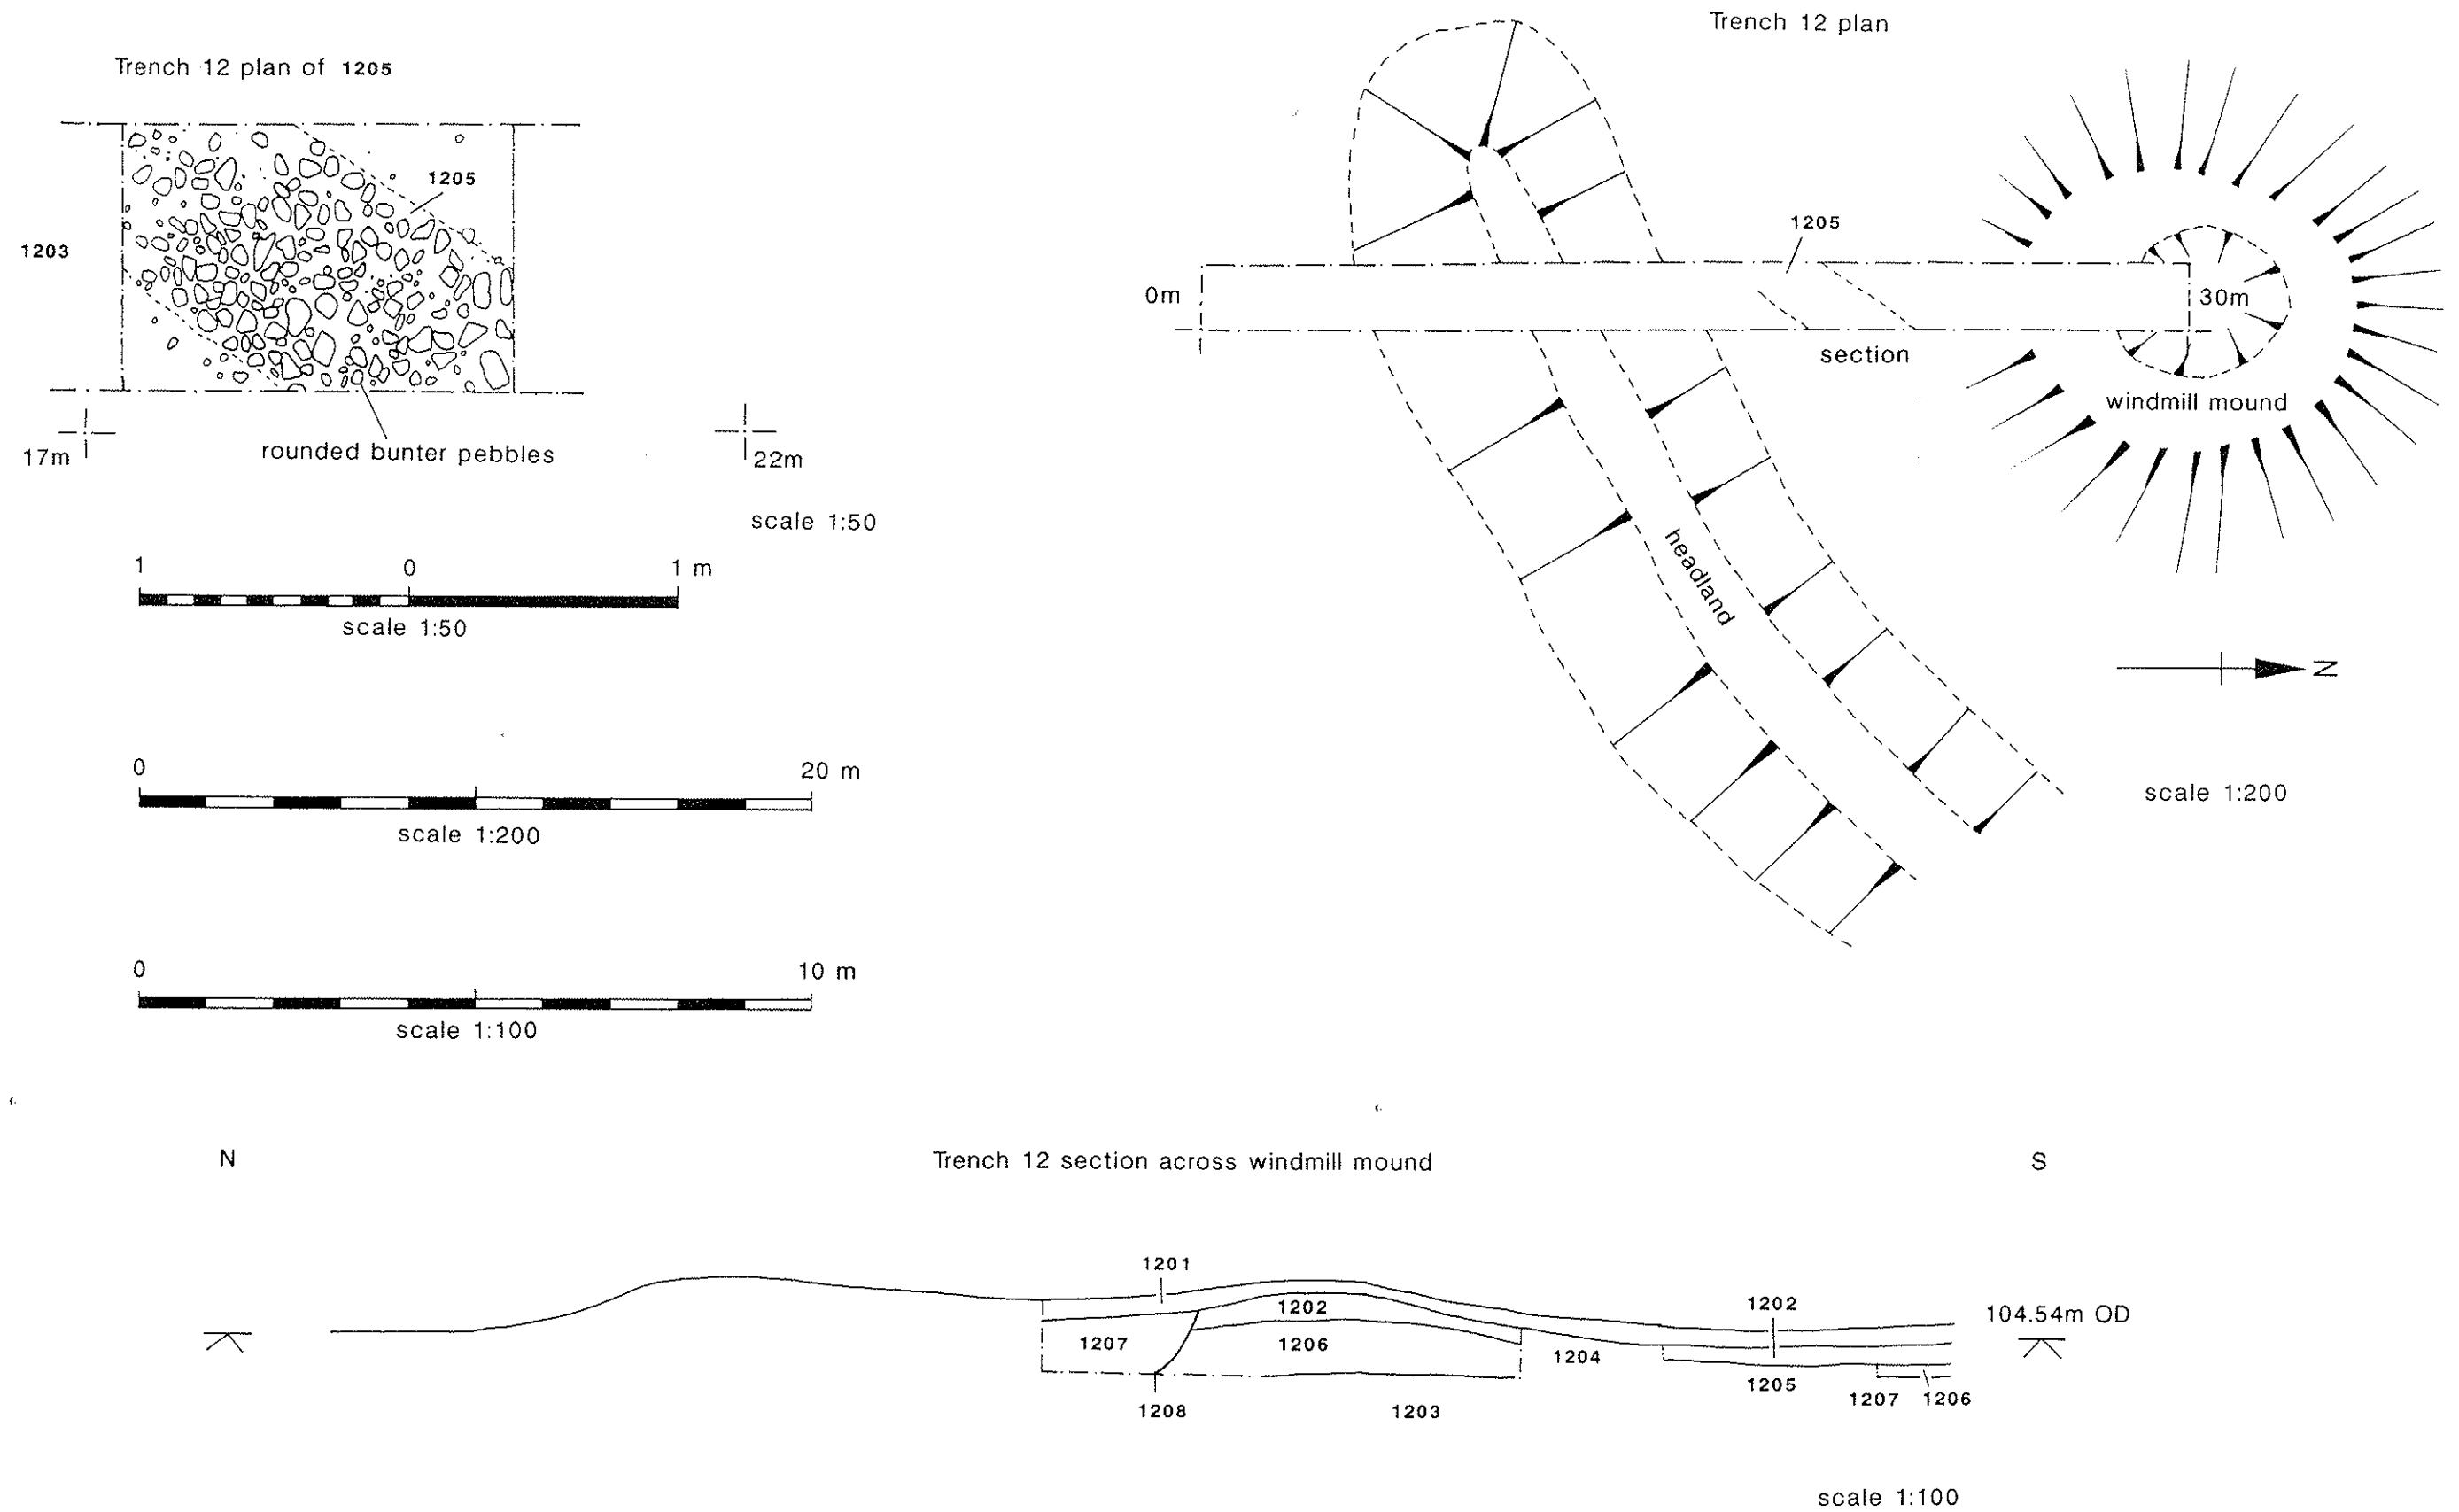 Trench 12 plan of 1205
1205
1203
17m
rounded bunter pebbles
22m
scale 1:50
1 0 1 m
scale 1:50
0 20 m
scale 1:200
0 10 m
scale 1:100
Trench 12 plan
1205
0m
30m
section
windmill mound
headland
N
scale 1:200
N
Trench 12 section across windmill mound
S
1201
1202
1202
104.54m OD
1207
1206
1204
1205
1207
1206
1208
1203
scale 1:100